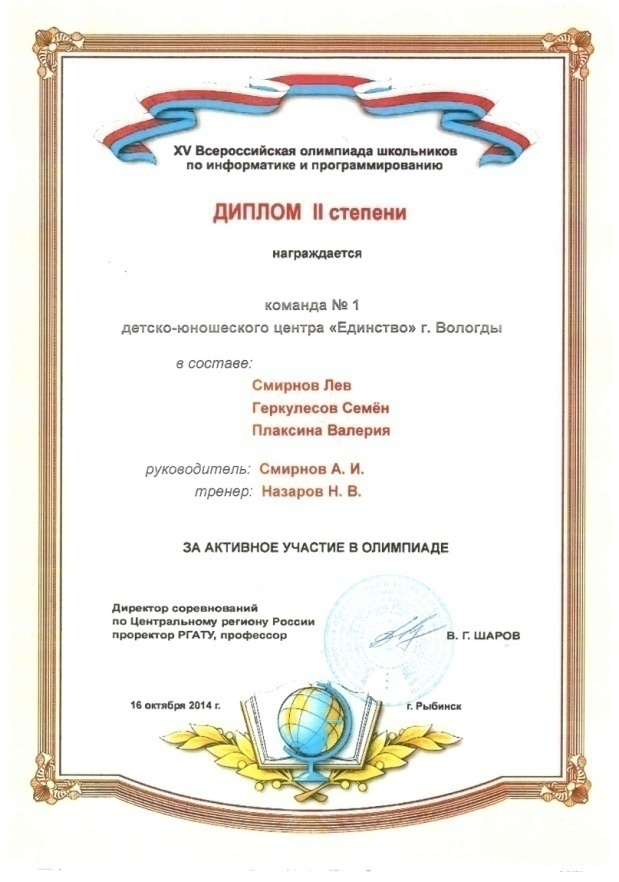 XV Всероссийская олимпиада школьников
по информатике и программированию
ДИПЛОМ II степени
награждается
команда № 1
детско-юношеского центра «Единство» г. Вологды
в составе:
Смирнов Лев
Геркулесов Семён
Плаксина Валерия
руководитель: Смирнов А. И.
тренер: Назаров Н. В.
ЗА АКТИВНОЕ УЧАСТИЕ В ОЛИМПИАДЕ
Директор соревнований
по Центральному региону России
проректор РГАТУ, профессор В. Г. ШАРОВ
16 октября 2014 г. г. Рыбинск